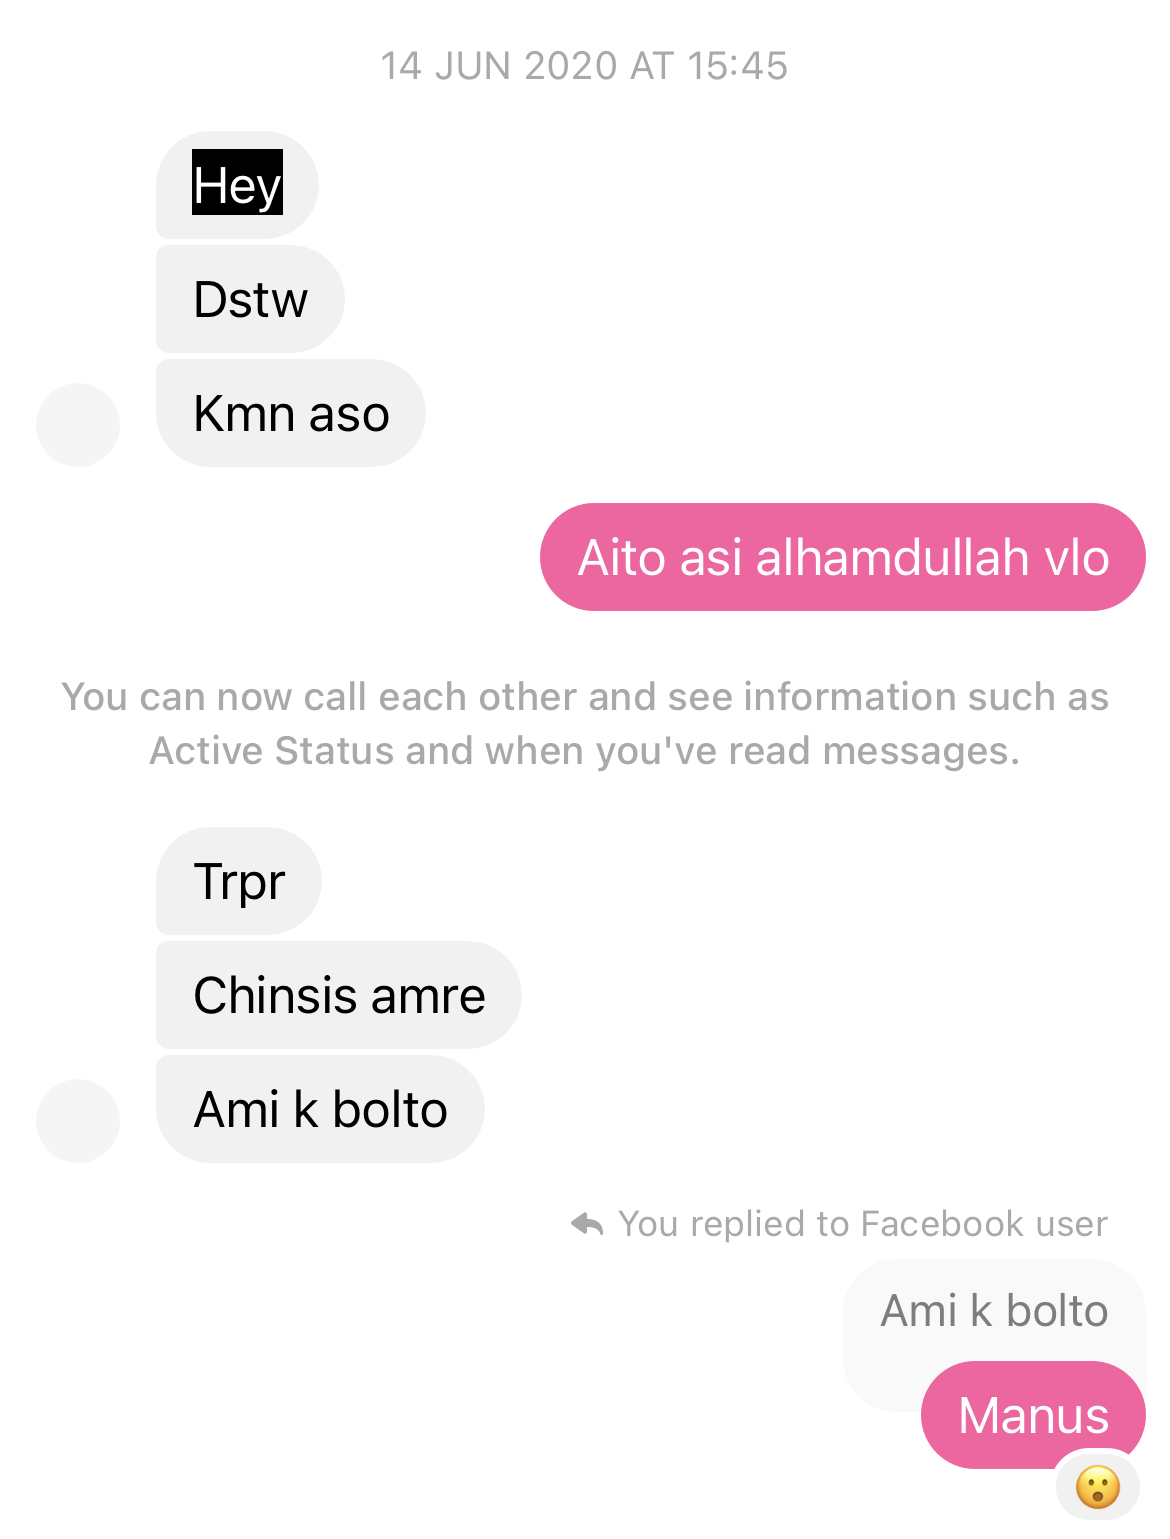 14 JUN 2020 AT 15:45
Hey
Dstw
Kmn aso
Aito asi alhamdullah vlo
You can now call each other and see information such as
Active Status and when you've read messages.
Trpr
Chinsis amre
Ami k bolto
You replied to Facebook user
Ami k bolto
Manus